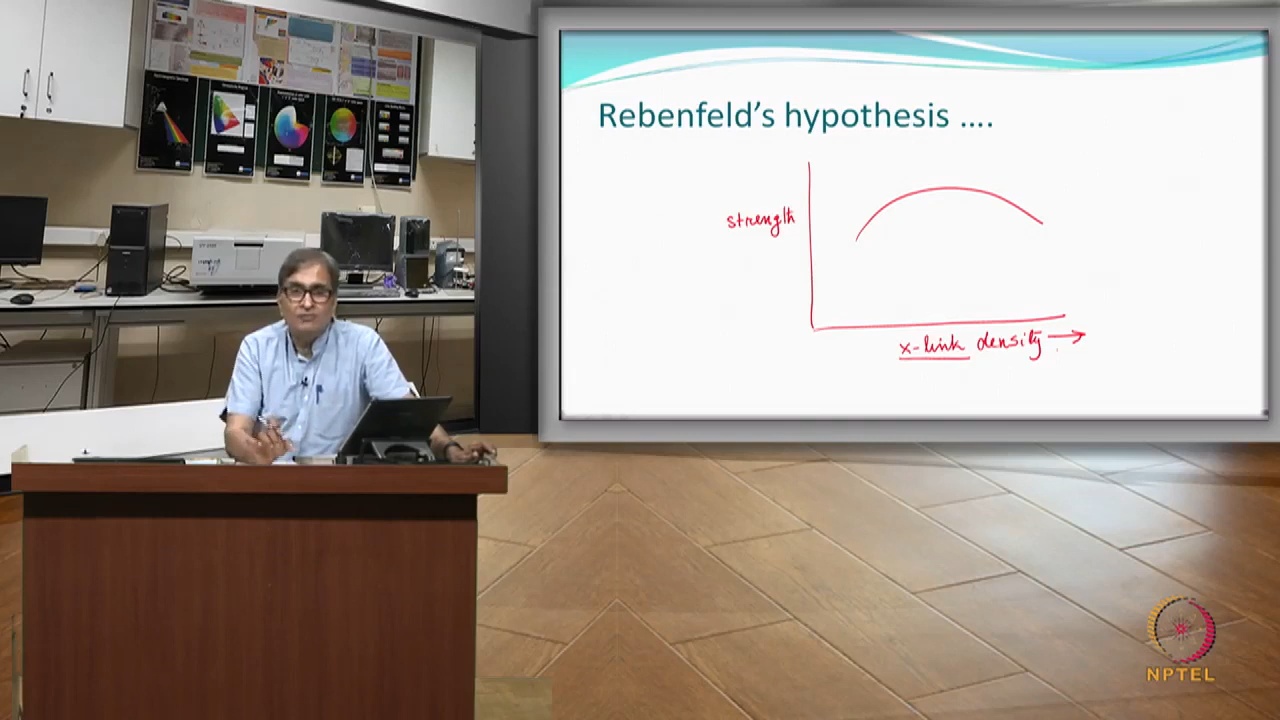 Rebenfeld's hypothesis ....
strength
x-link density
NPTEL